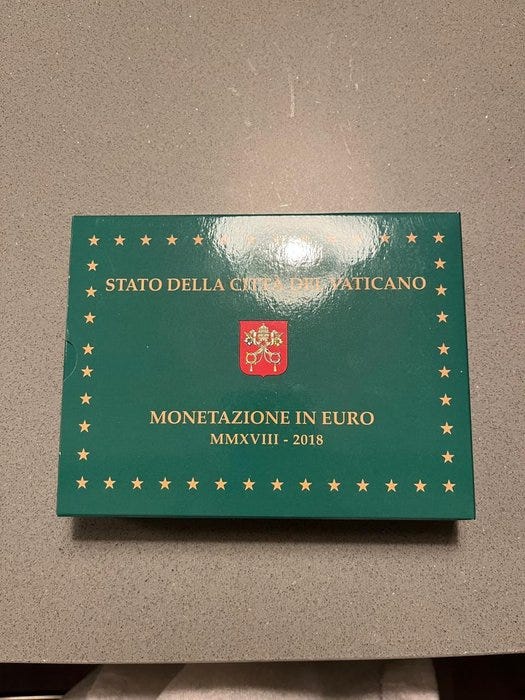 STATO DELLA CITTÀ DEL VATICANO
MONETAZIONE IN EURO
MMXVIII - 2018